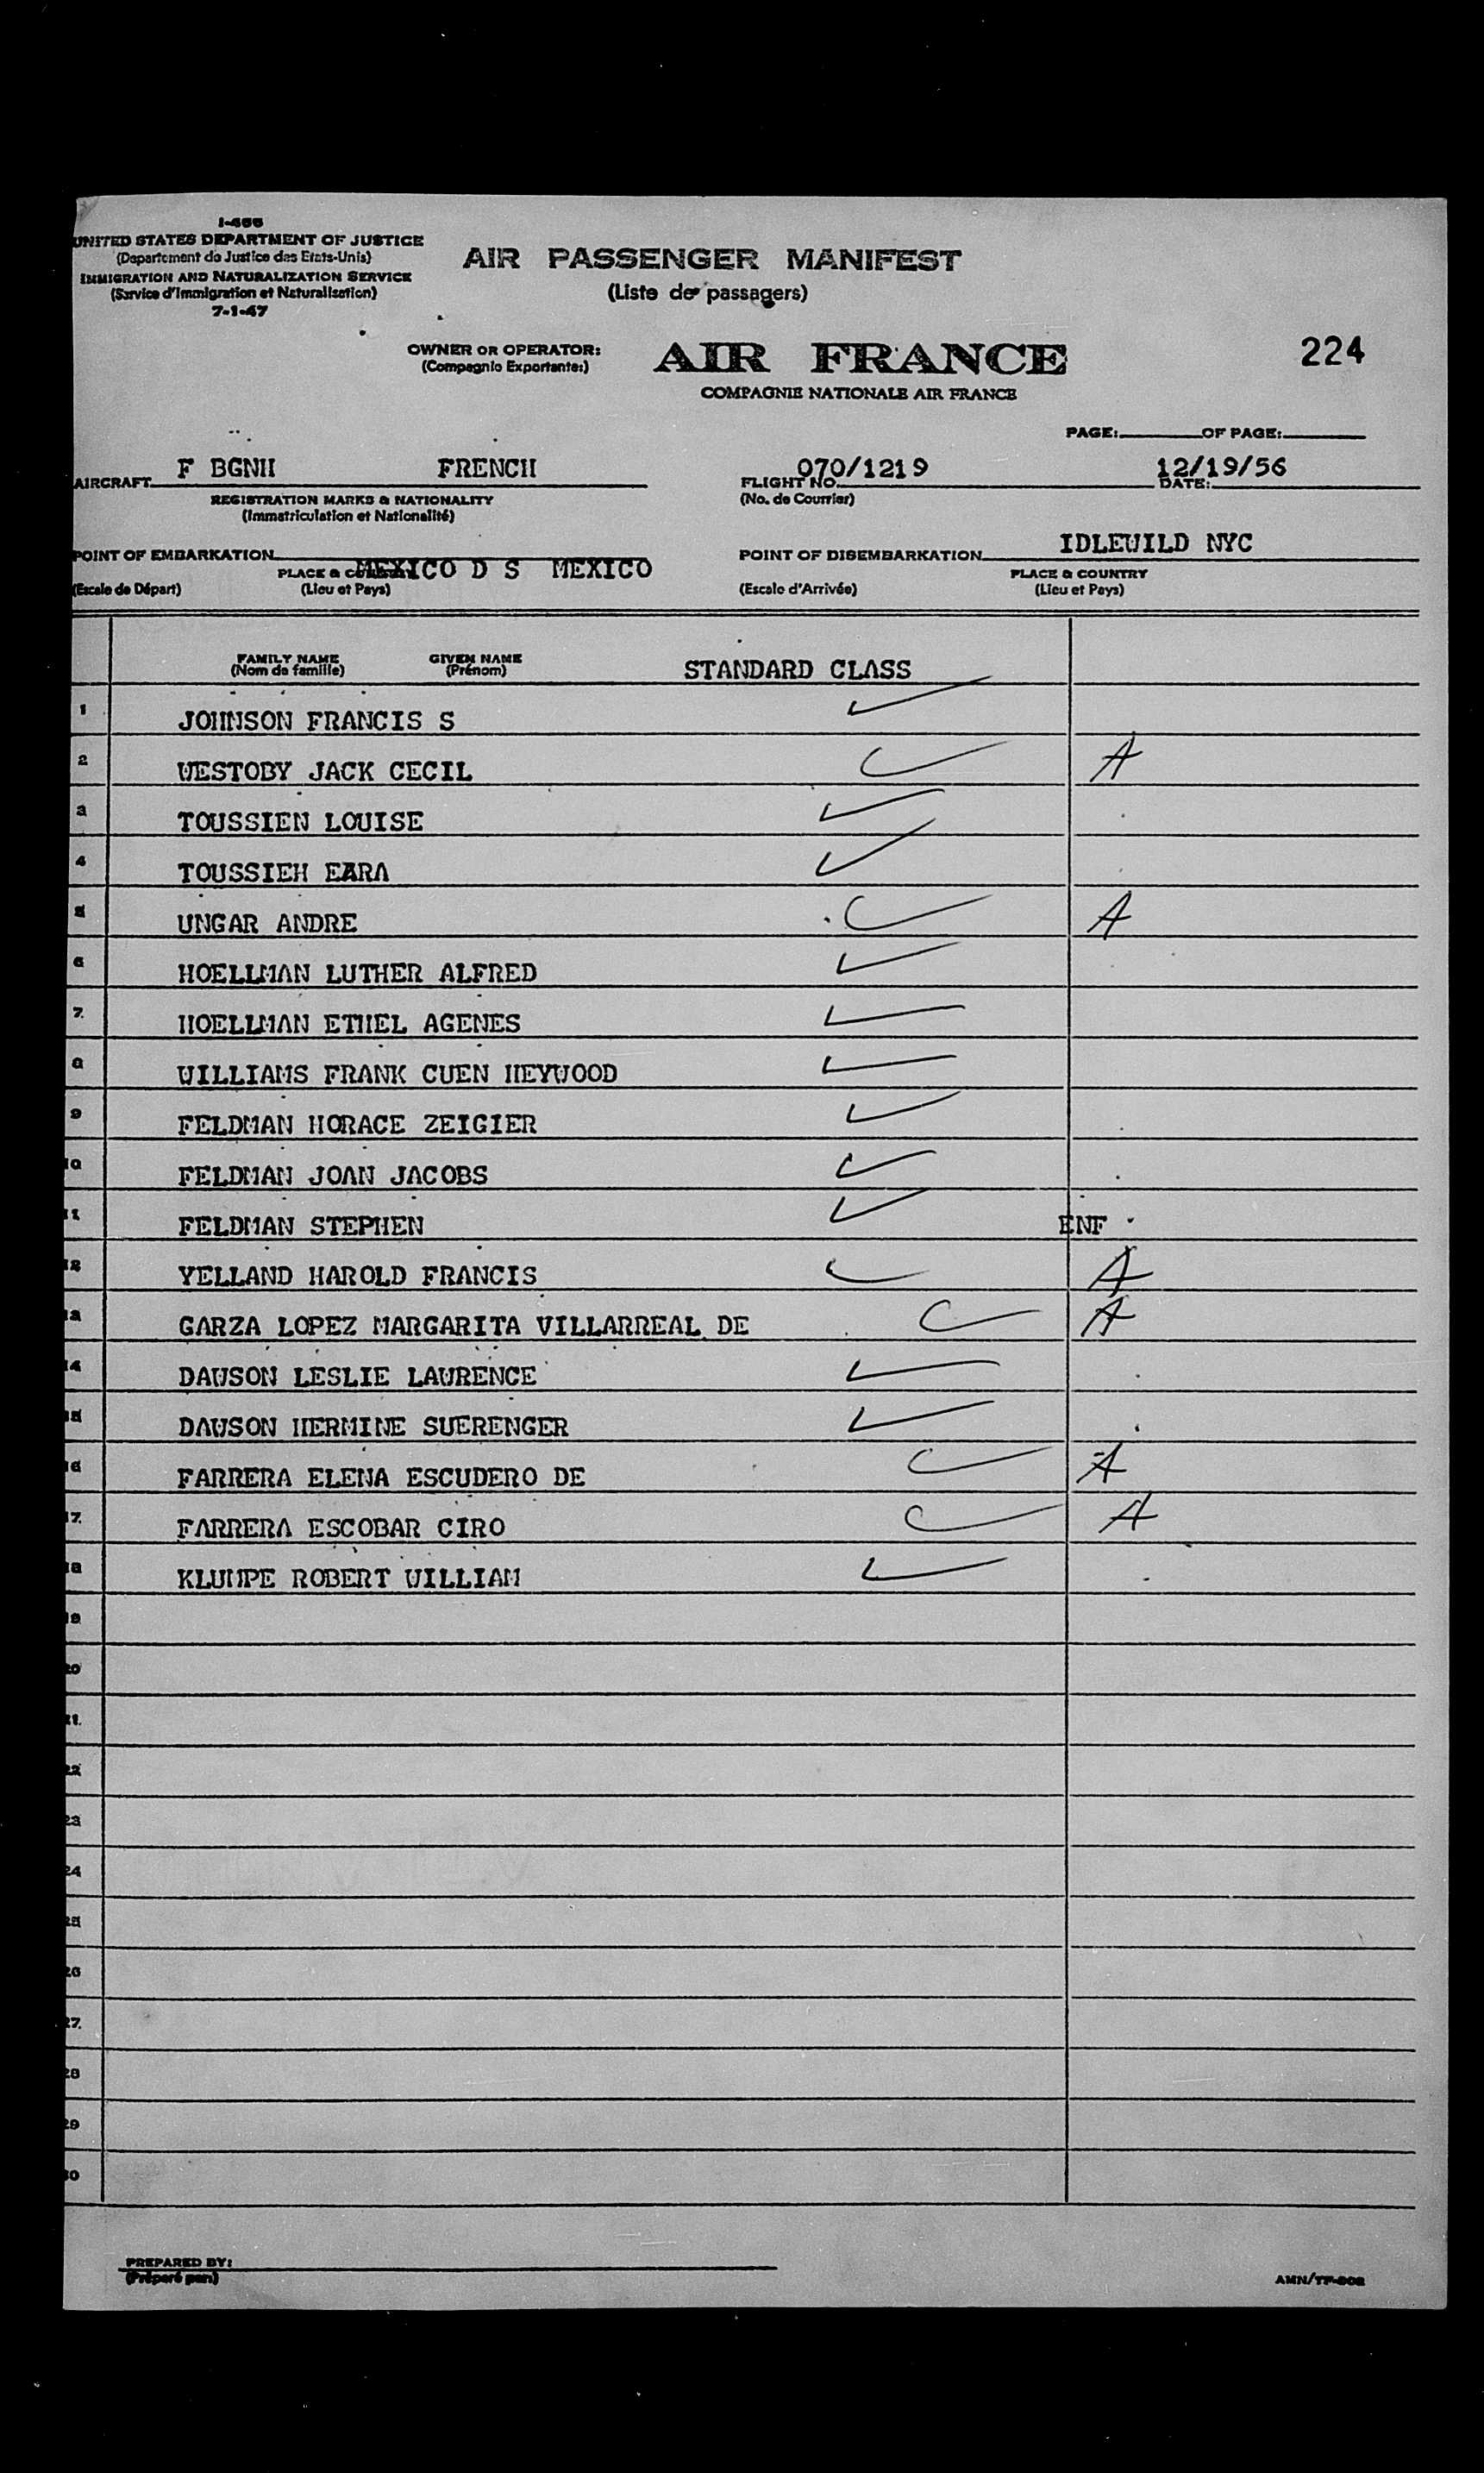 I-466
UNITED STATES DEPARTMENT OF JUSTICE
(Departement de Justice des Etats-Unis)
IMMIGRATION AND NATURALIZATION SERVICE
(Service d'Immigration et Naturalisation)
7-1-47
AIR PASSENGER MANIFEST
(Liste de passagers)
OWNER OR OPERATOR:
(Compagnie Exportante:)
AIR FRANCE
COMPAGNIE NATIONALE AIR FRANCE
224
PAGE: OF PAGE:
AIRCRAFT F BGNH FRENCH
REGISTRATION MARKS & NATIONALITY
(Immatriculation et Nationalité)
FLIGHT NO. 070/1219
(No. de Courrier)
DATE: 12/19/56
POINT OF EMBARKATION MEXICO D S MEXICO
PLACE &
(Escale de Départ) (Lieu et Pays)
POINT OF DISEMBARKATION IDLEWILD NYC
PLACE & COUNTRY
(Escale d'Arrivée) (Lieu et Pays)
FAMILY NAME GIVEN NAME STANDARD CLASS
(Nom de famille) (Prénom)
1 JOHNSON FRANCIS S
2 WESTOBY JACK CECIL A
3 TOUSSIEN LOUISE
4 TOUSSIEH EZRA
5 UNGAR ANDRE A
6 HOELLMAN LUTHER ALFRED
7. HOELLMAN ETHEL AGENES
8 WILLIAMS FRANK CUEN HEYWOOD
9 FELDMAN HORACE ZEIGIER
10 FELDMAN JOAN JACOBS
11 FELDMAN STEPHEN ENF
12 YELLAND HAROLD FRANCIS A
13 GARZA LOPEZ MARGARITA VILLARREAL DE A
14 DAWSON LESLIE LAWRENCE
15 DAWSON HERMINE SUERENGER
16 FARRERA ELENA ESCUDERO DE A
17. FARRERA ESCOBAR CIRO A
18 KLUMPE ROBERT WILLIAM
19
20
21.
22
23
24
25
26
27.
28
29
30
PREPARED BY:
(Préparé par)